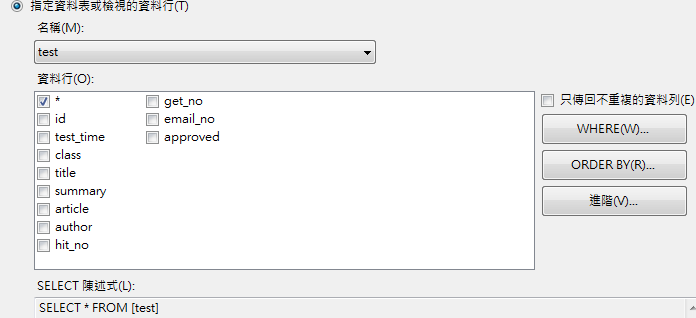 指定資料表或檢視的資料行(T)
名稱(M):
test
資料行(O):
* get_no
id email_no
test_time approved
class
title
summary
article
author
hit_no
只傳回不重複的資料列(E)
WHERE(W)...
ORDER BY(R)...
進階(V)...
SELECT 陳述式(L):
SELECT * FROM [test]